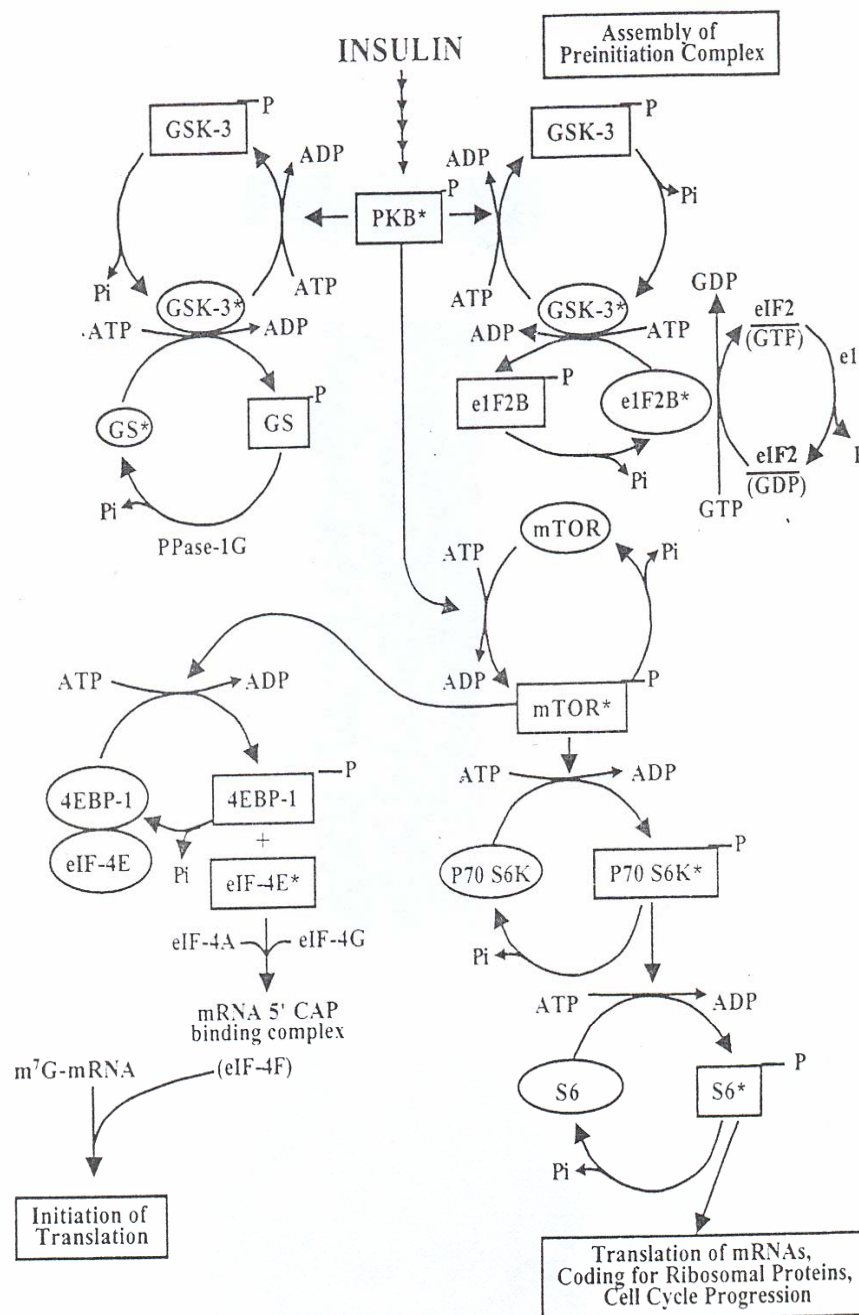 INSULIN
Assembly of
Preinitiation Complex
P
GSK-3
ADP
Pi
ATP
GSK-3*
ATP
ADP
GS*
P
GS
Pi
PPase-1G
P
PKB*
P
GSK-3
ADP
Pi
ATP
GSK-3*
ADP
ATP
P
e1F2B
e1F2B*
Pi
GDP
eIF2
(GTP)
e1
P
eIF2
(GDP)
GTP
mTOR
ATP
Pi
ADP
P
mTOR*
ATP
ADP
4EBP-1
eIF-4E
P
4EBP-1
Pi
+
eIF-4E*
eIF-4A
eIF-4G
mRNA 5' CAP
binding complex
(eIF-4F)
m⁷G-mRNA
Initiation of
Translation
ATP
ADP
P70 S6K
P
P70 S6K*
Pi
ATP
ADP
S6
P
S6*
Pi
Translation of mRNAs,
Coding for Ribosomal Proteins,
Cell Cycle Progression